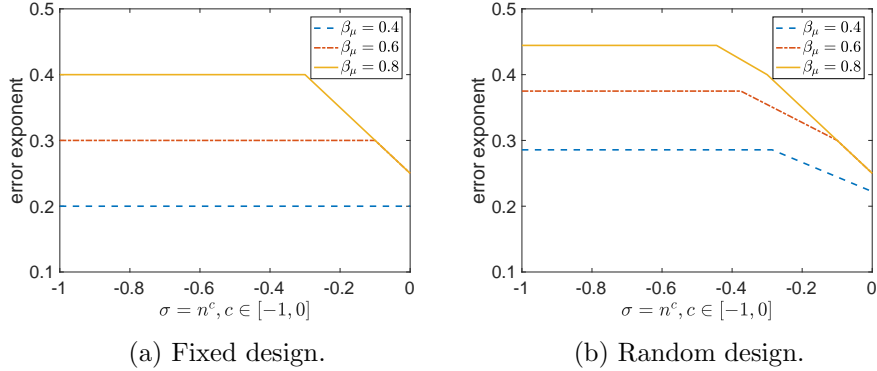 error exponent
0.5
0.4
0.3
0.2
0.1
-1
-0.8
-0.6
-0.4
-0.2
0
β_μ = 0.4
β_μ = 0.6
β_μ = 0.8
σ = n^c, c ∈ [−1, 0]
(a) Fixed design.
error exponent
0.5
0.4
0.3
0.2
0.1
-1
-0.8
-0.6
-0.4
-0.2
0
β_μ = 0.4
β_μ = 0.6
β_μ = 0.8
σ = n^c, c ∈ [−1, 0]
(b) Random design.